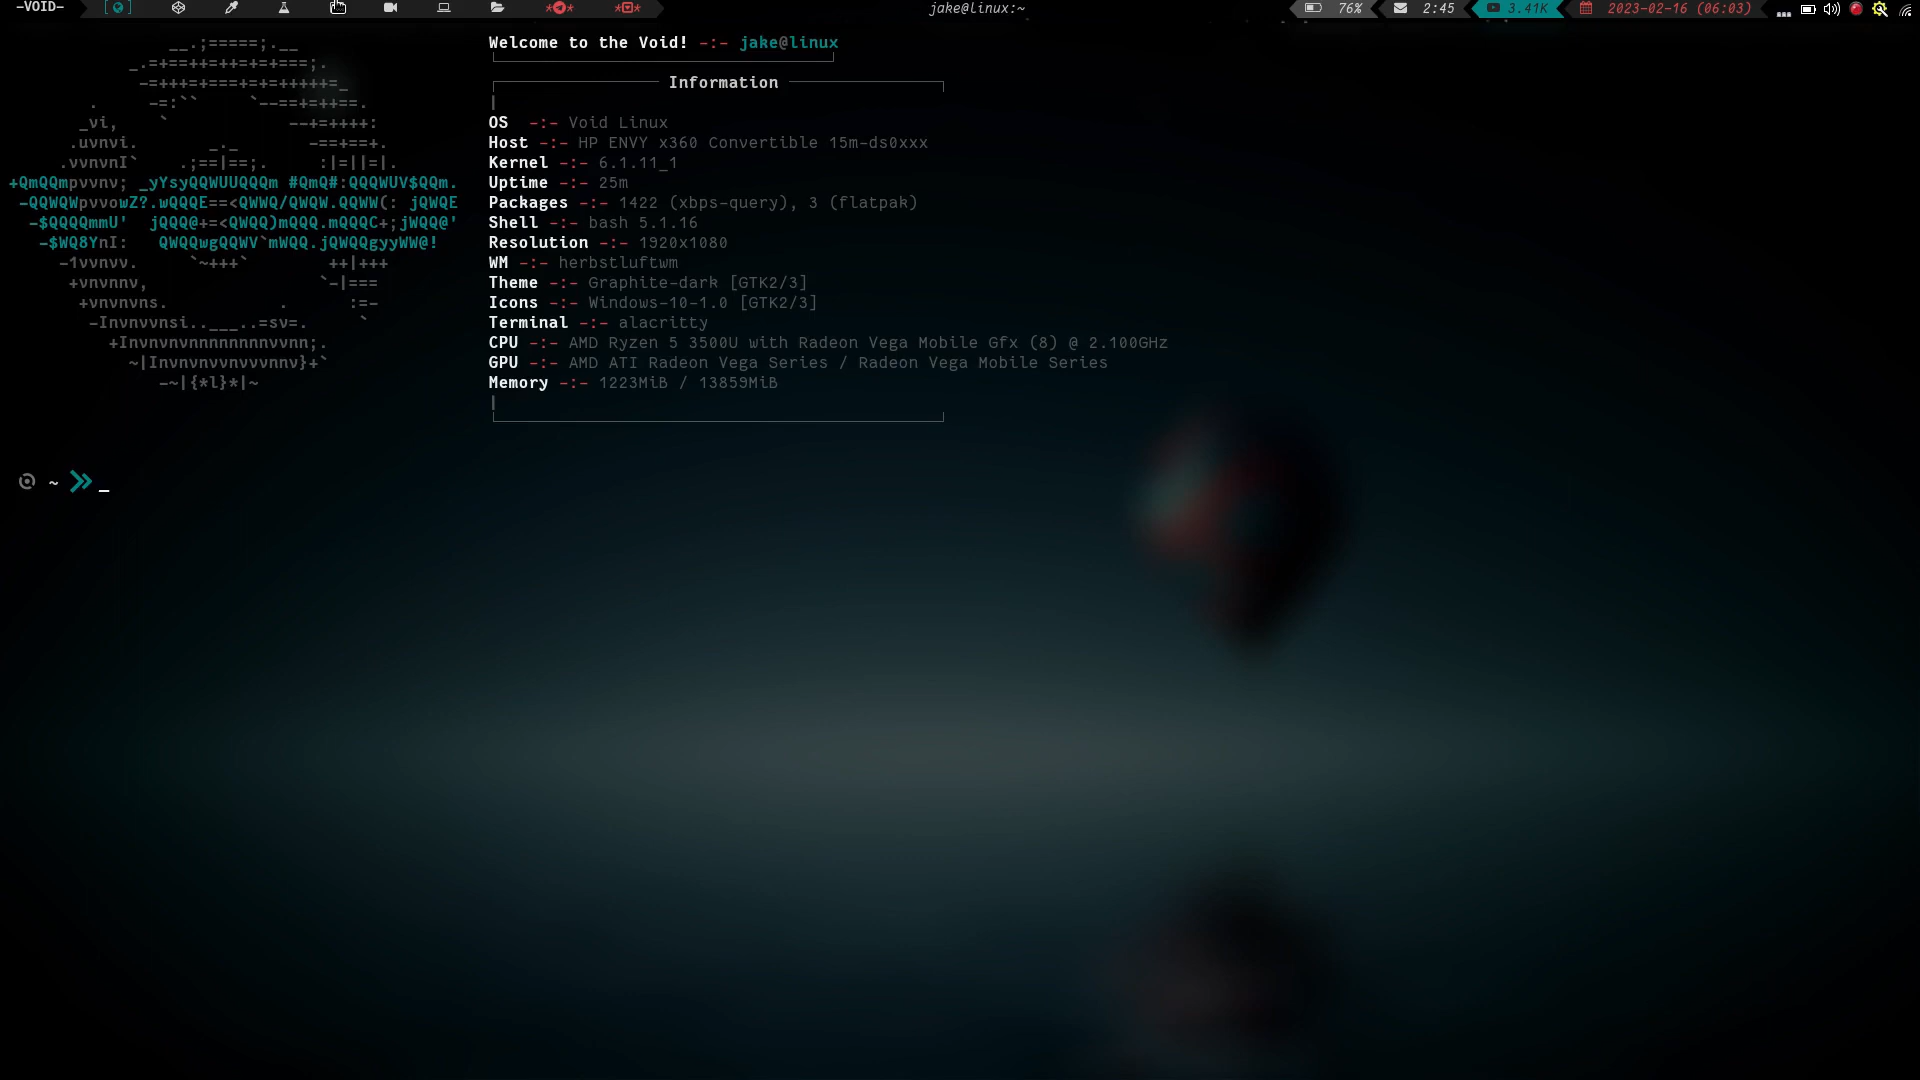 -VOID-
jake@linux:~
76%
2:45
3.41K
2023-02-16 (06:03)
Welcome to the Void! -:- jake@linux
Information
OS -:- Void Linux
Host -:- HP ENVY x360 Convertible 15m-ds0xxx
Kernel -:- 6.1.11_1
Uptime -:- 25m
Packages -:- 1422 (xbps-query), 3 (flatpak)
Shell -:- bash 5.1.16
Resolution -:- 1920x1080
WM -:- herbstluftwm
Theme -:- Graphite-dark [GTK2/3]
Icons -:- Windows-10-1.0 [GTK2/3]
Terminal -:- alacritty
CPU -:- AMD Ryzen 5 3500U with Radeon Vega Mobile Gfx (8) @ 2.100GHz
GPU -:- AMD ATI Radeon Vega Series / Radeon Vega Mobile Series
Memory -:- 1223MiB / 13859MiB
~